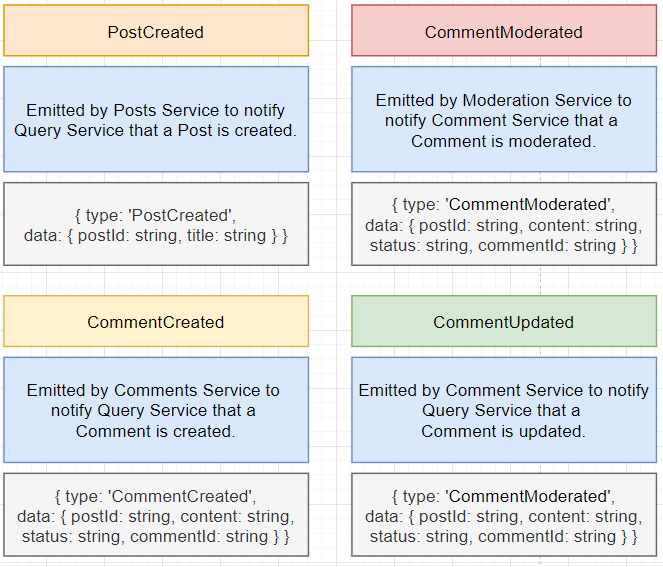 PostCreated
Emitted by Posts Service to notify
Query Service that a Post is created.
{ type: 'PostCreated',
data: { postId: string, title: string } }
CommentModerated
Emitted by Moderation Service to
notify Comment Service that a
Comment is moderated.
{ type: 'CommentModerated',
data: { postId: string, content: string,
status: string, commentId: string } }
CommentCreated
Emitted by Comments Service to
notify Query Service that a
Comment is created.
{ type: 'CommentCreated',
data: { postId: string, content: string,
status: string, commentId: string } }
CommentUpdated
Emitted by Comment Service to notify
Query Service that a
Comment is updated.
{ type: 'CommentModerated',
data: { postId: string, content: string,
status: string, commentId: string } }